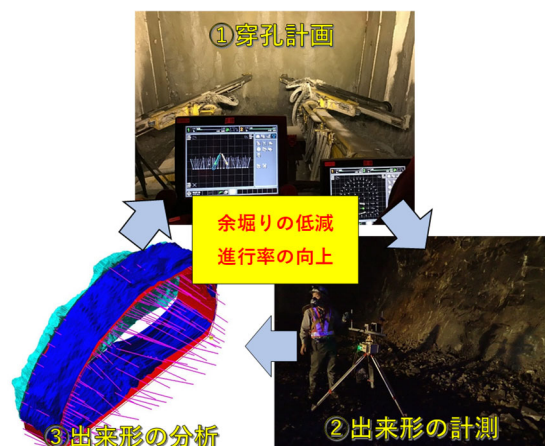 ①穿孔計画
余堀りの低減
進行率の向上
②出来形の計測
③出来形の分析